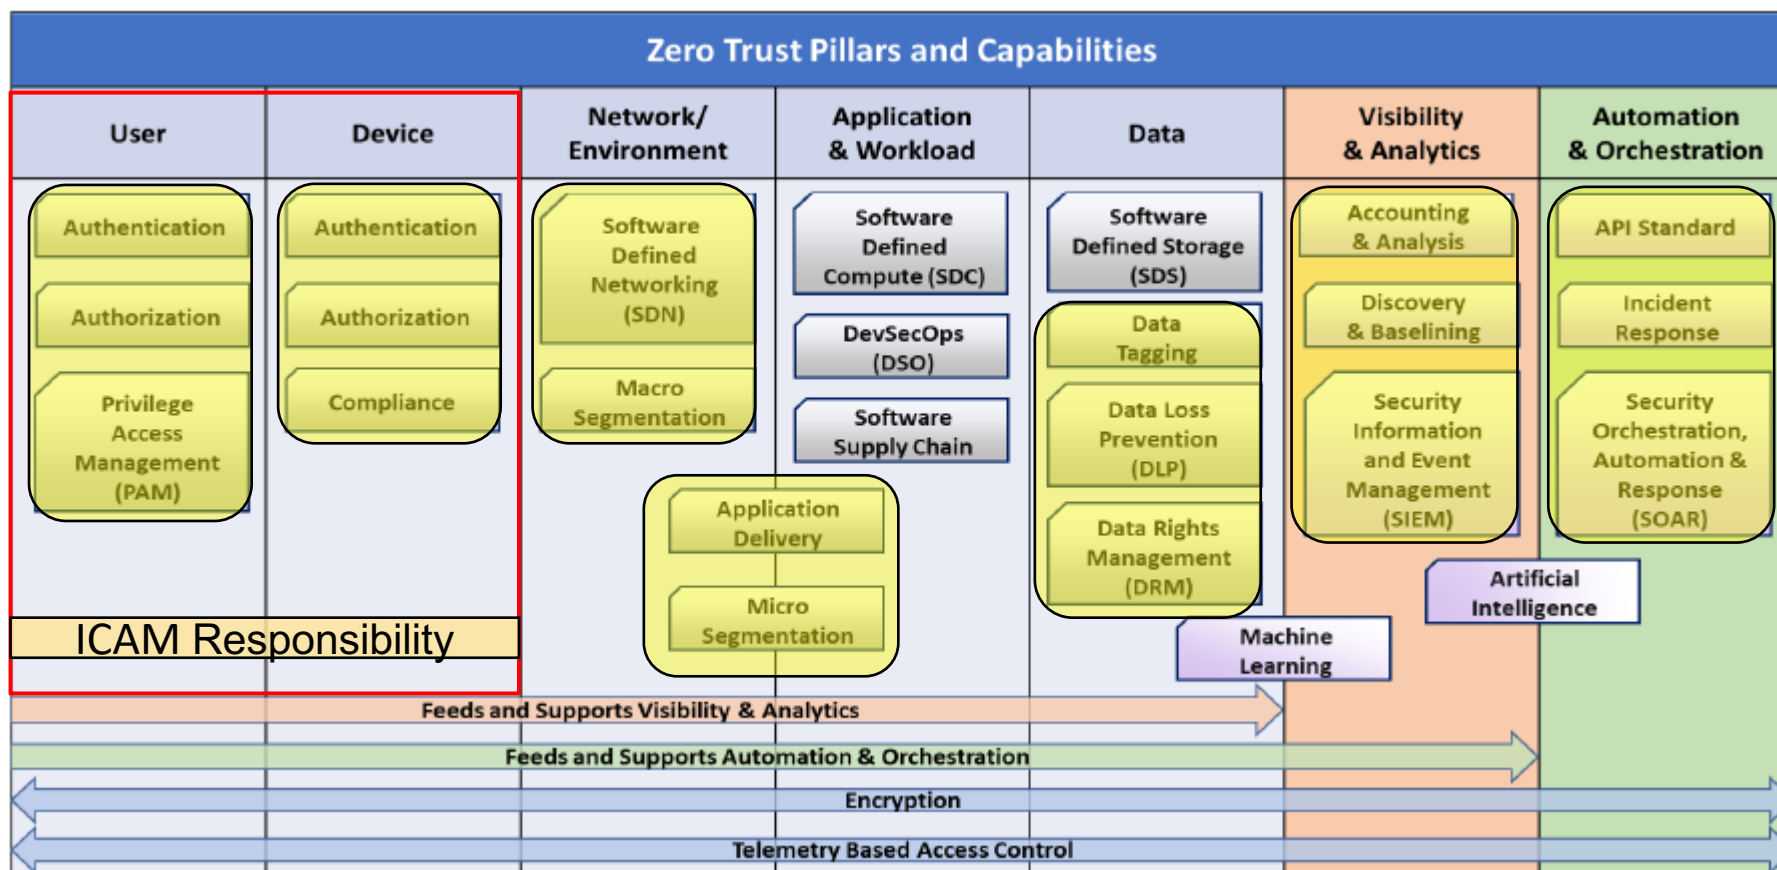 Zero Trust Pillars and Capabilities
User
Device
Network/
Environment
Application
& Workload
Data
Visibility
& Analytics
Automation
& Orchestration
Authentication
Authorization
Privilege
Access
Management
(PAM)
Authentication
Authorization
Compliance
Software
Defined
Networking
(SDN)
Macro
Segmentation
Software
Defined
Compute (SDC)
DevSecOps
(DSO)
Software
Supply Chain
Application
Delivery
Micro
Segmentation
Software
Defined Storage
(SDS)
Data
Tagging
Data Loss
Prevention
(DLP)
Data Rights
Management
(DRM)
Machine
Learning
Accounting
& Analysis
Discovery
& Baselining
Security
Information
and Event
Management
(SIEM)
Artificial
Intelligence
API Standard
Incident
Response
Security
Orchestration,
Automation &
Response
(SOAR)
ICAM Responsibility
Feeds and Supports Visibility & Analytics
Feeds and Supports Automation & Orchestration
Encryption
Telemetry Based Access Control